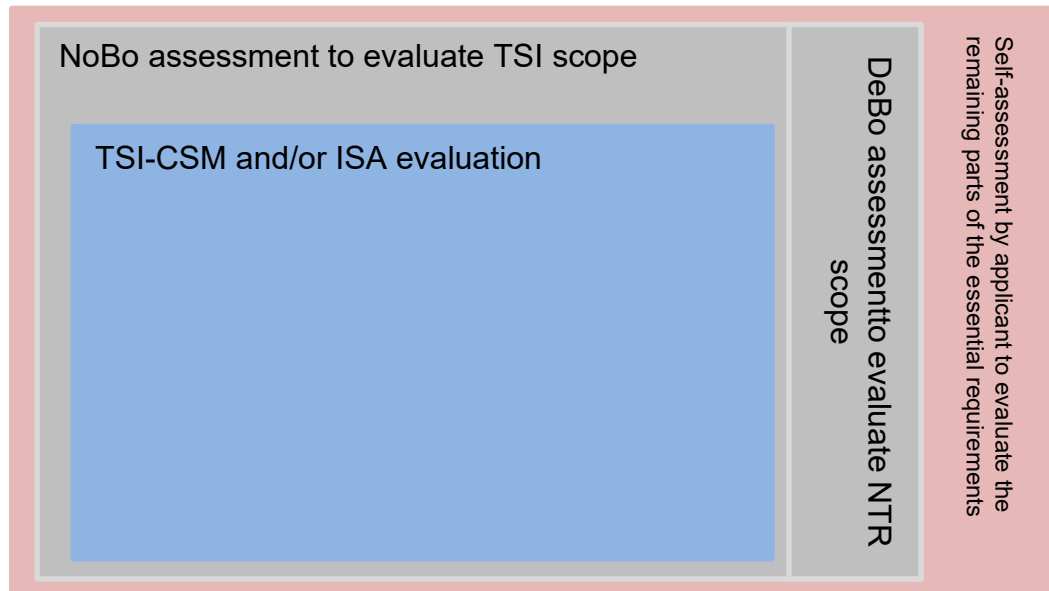 NoBo assessment to evaluate TSI scope
TSI-CSM and/or ISA evaluation
DeBo assessmentto evaluate NTR
scope
Self-assessment by applicant to evaluate the
remaining parts of the essential requirements